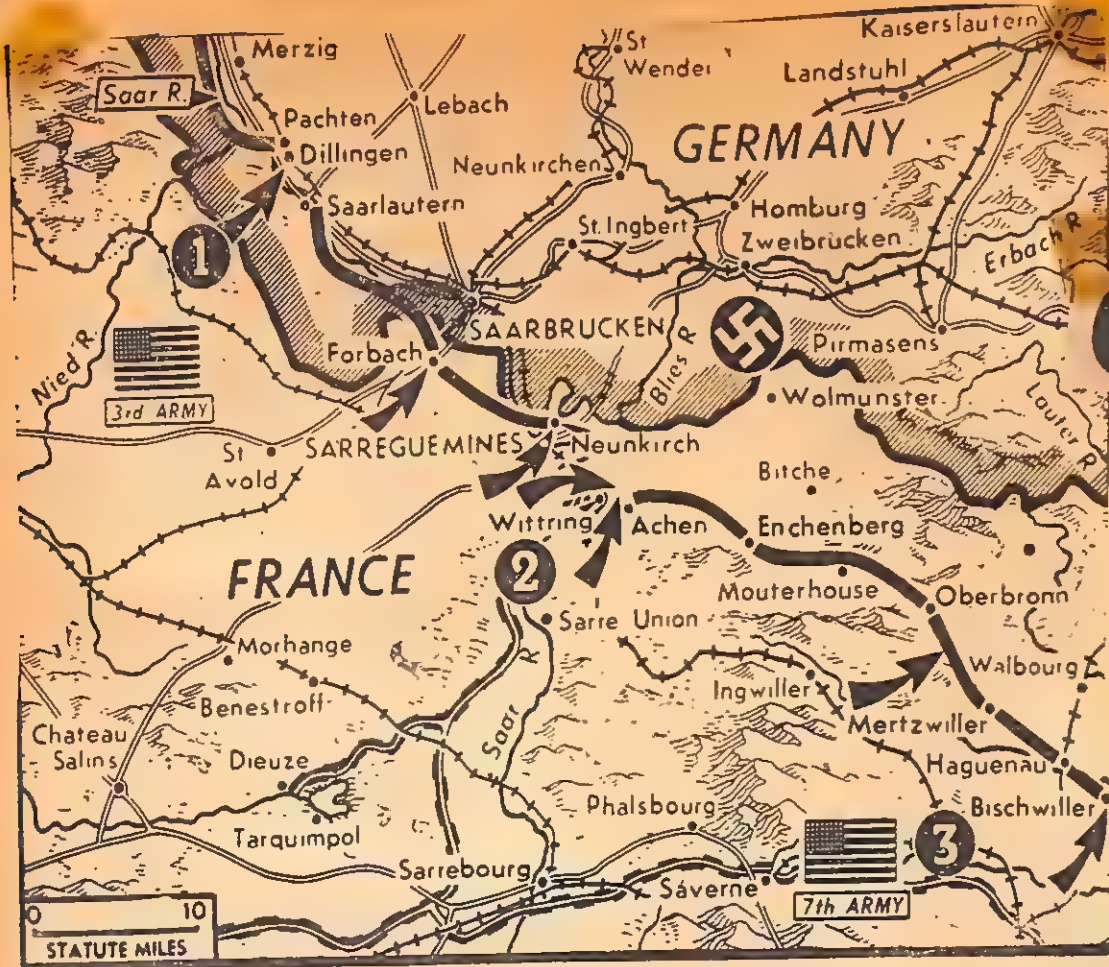 Kaiserslautern
Merzig
St
Wendel
Landstuhl
Saar R.
Lebach
Pachten
Dillingen
GERMANY
Neunkirchen
Saarlautern
Homburg
St. Ingbert
Zweibrucken
1
Erbach R
SAARBRUCKEN
Nied R.
Forbach
Blies R
Pirmasens
3rd ARMY
Wolmunster
Lauter R
SARREGUEMINES
Neunkirch
St
Avold
Bitche
Wittring
Achen
Enchenberg
FRANCE
2
Mouterhouse
Oberbronn
Sarre Union
Morhange
Walbourg
Ingwiller
Benestroff
Saar R
Mertzwiller
Chateau
Salins
Dieuze
Haguenau
Phalsbourg
Bischwiller
Tarquimpol
3
Sarrebourg
Sáverne
7th ARMY
0 10
STATUTE MILES